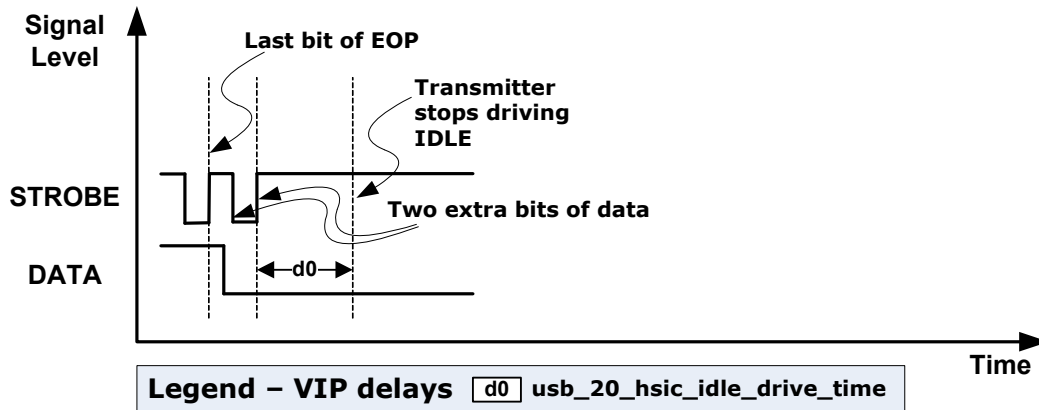 Signal
Level
Last bit of EOP
Transmitter
stops driving
IDLE
STROBE
Two extra bits of data
DATA
d0
Time
Legend – VIP delays d0 usb_20_hsic_idle_drive_time